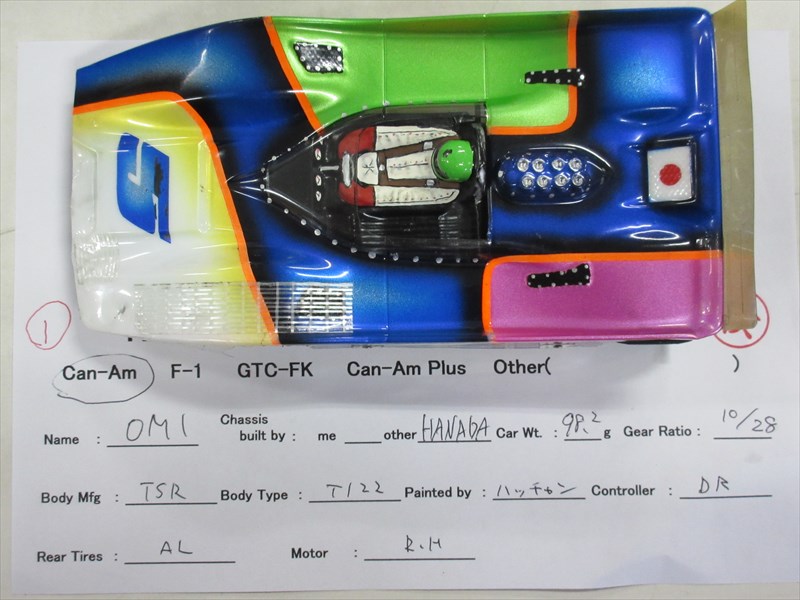 5
1
Can-Am F-1 GTC-FK Can-Am Plus Other( )
Name : OMI Chassis built by : me other HANADA Car Wt. : 98.2 g Gear Ratio : 10/28
Body Mfg : TSR Body Type : T122 Painted by : ハッチャン Controller : DR
Rear Tires : AL Motor : R.H